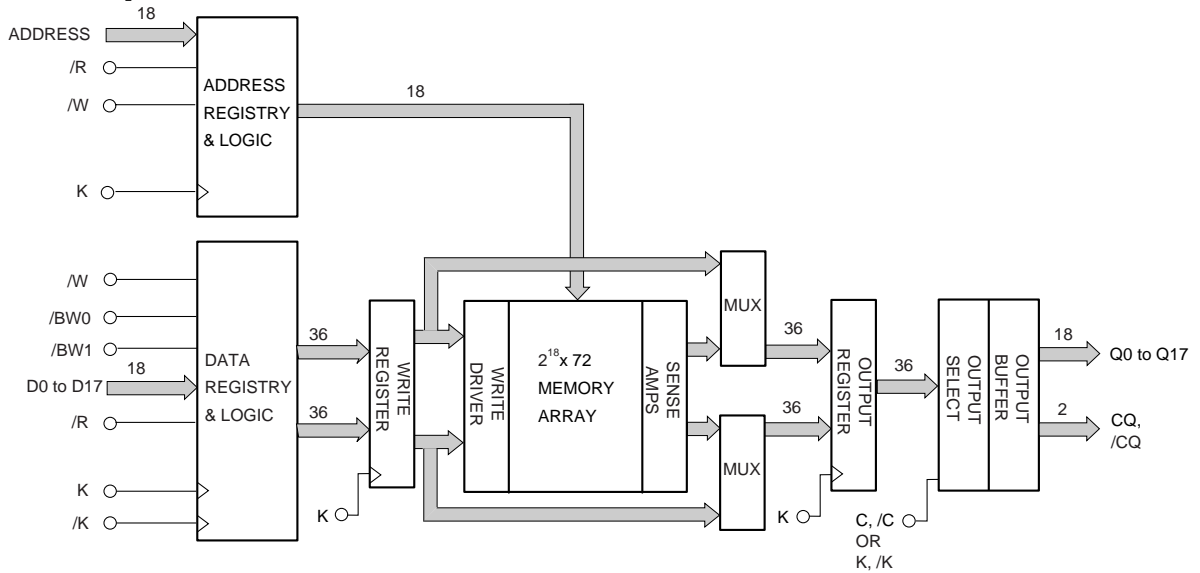 18
ADDRESS
/R
/W
K
ADDRESS
REGISTRY
& LOGIC
18
/W
/BW0
/BW1
18
D0 to D17
/R
K
/K
DATA
REGISTRY
& LOGIC
36
36
WRITE
REGISTER
K
WRITE
DRIVER
2^18 x 72
MEMORY
ARRAY
SENSE
AMPS
MUX
MUX
36
36
OUTPUT
REGISTER
K
36
OUTPUT
SELECT
OUTPUT
BUFFER
C, /C
OR
K, /K
18
Q0 to Q17
2
CQ,
/CQ